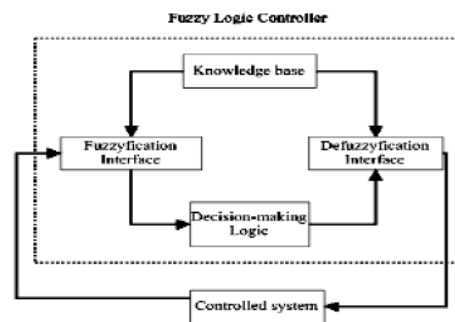 Fuzzy Logic Controller
Knowledge base
Fuzzyfication
Interface
Defuzzyfication
Interface
Decision-making
Logic
Controlled system